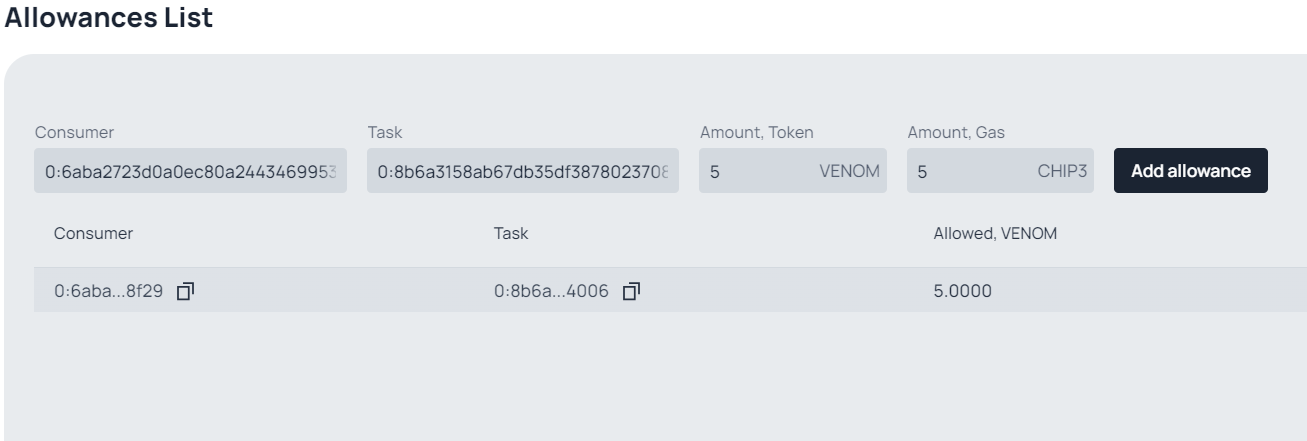 Allowances List
Consumer Task Amount, Token Amount, Gas
0:6aba2723d0a0ec80a2443469953 0:8b6a3158ab67db35df3878023708 5 VENOM 5 CHIP3 Add allowance
Consumer Task Allowed, VENOM
0:6aba...8f29 0:8b6a...4006 5.0000